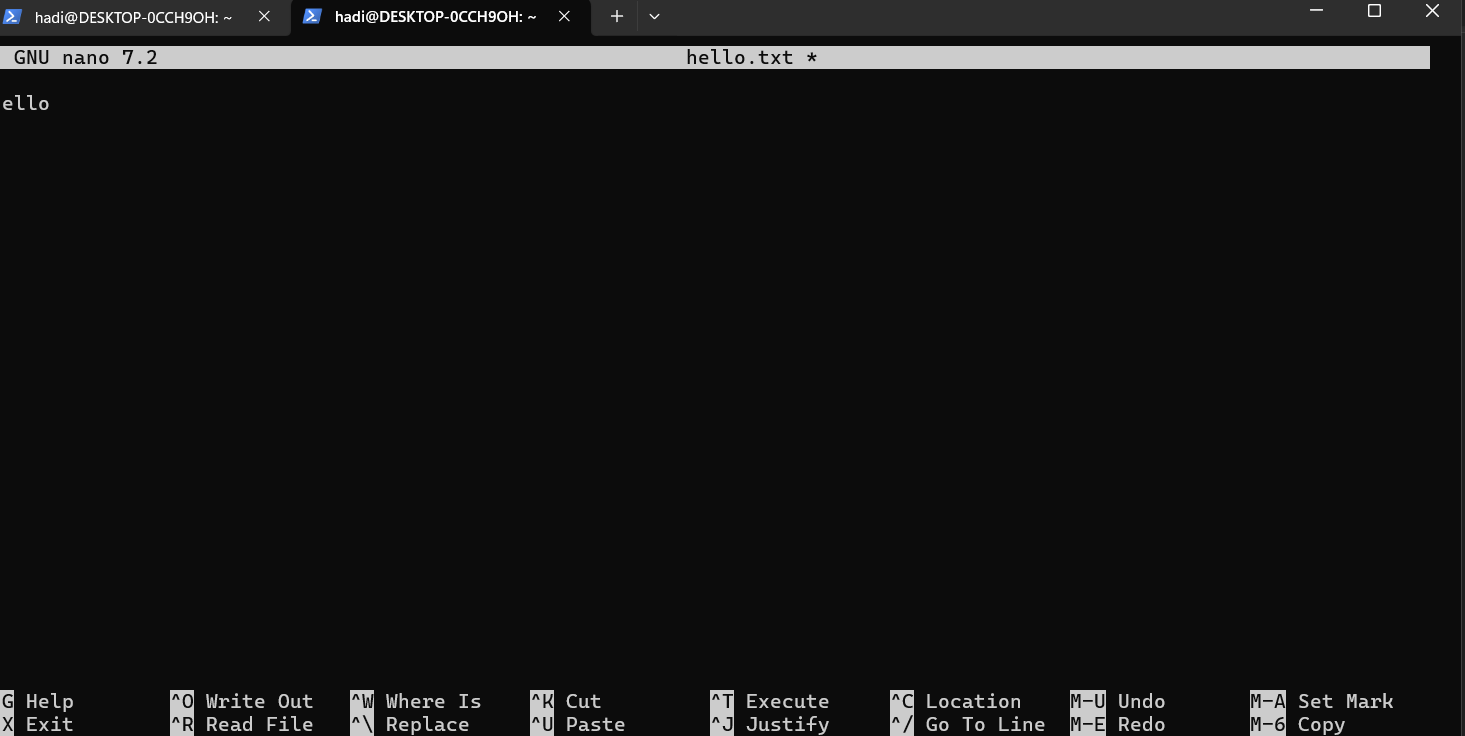 hadi@DESKTOP-0CCH9OH: ~ hadi@DESKTOP-0CCH9OH: ~
GNU nano 7.2 hello.txt *
ello
G Help ^O Write Out ^W Where Is ^K Cut ^T Execute ^C Location M-U Undo M-A Set Mark
X Exit ^R Read File ^\ Replace ^U Paste ^J Justify ^/ Go To Line M-E Redo M-6 Copy